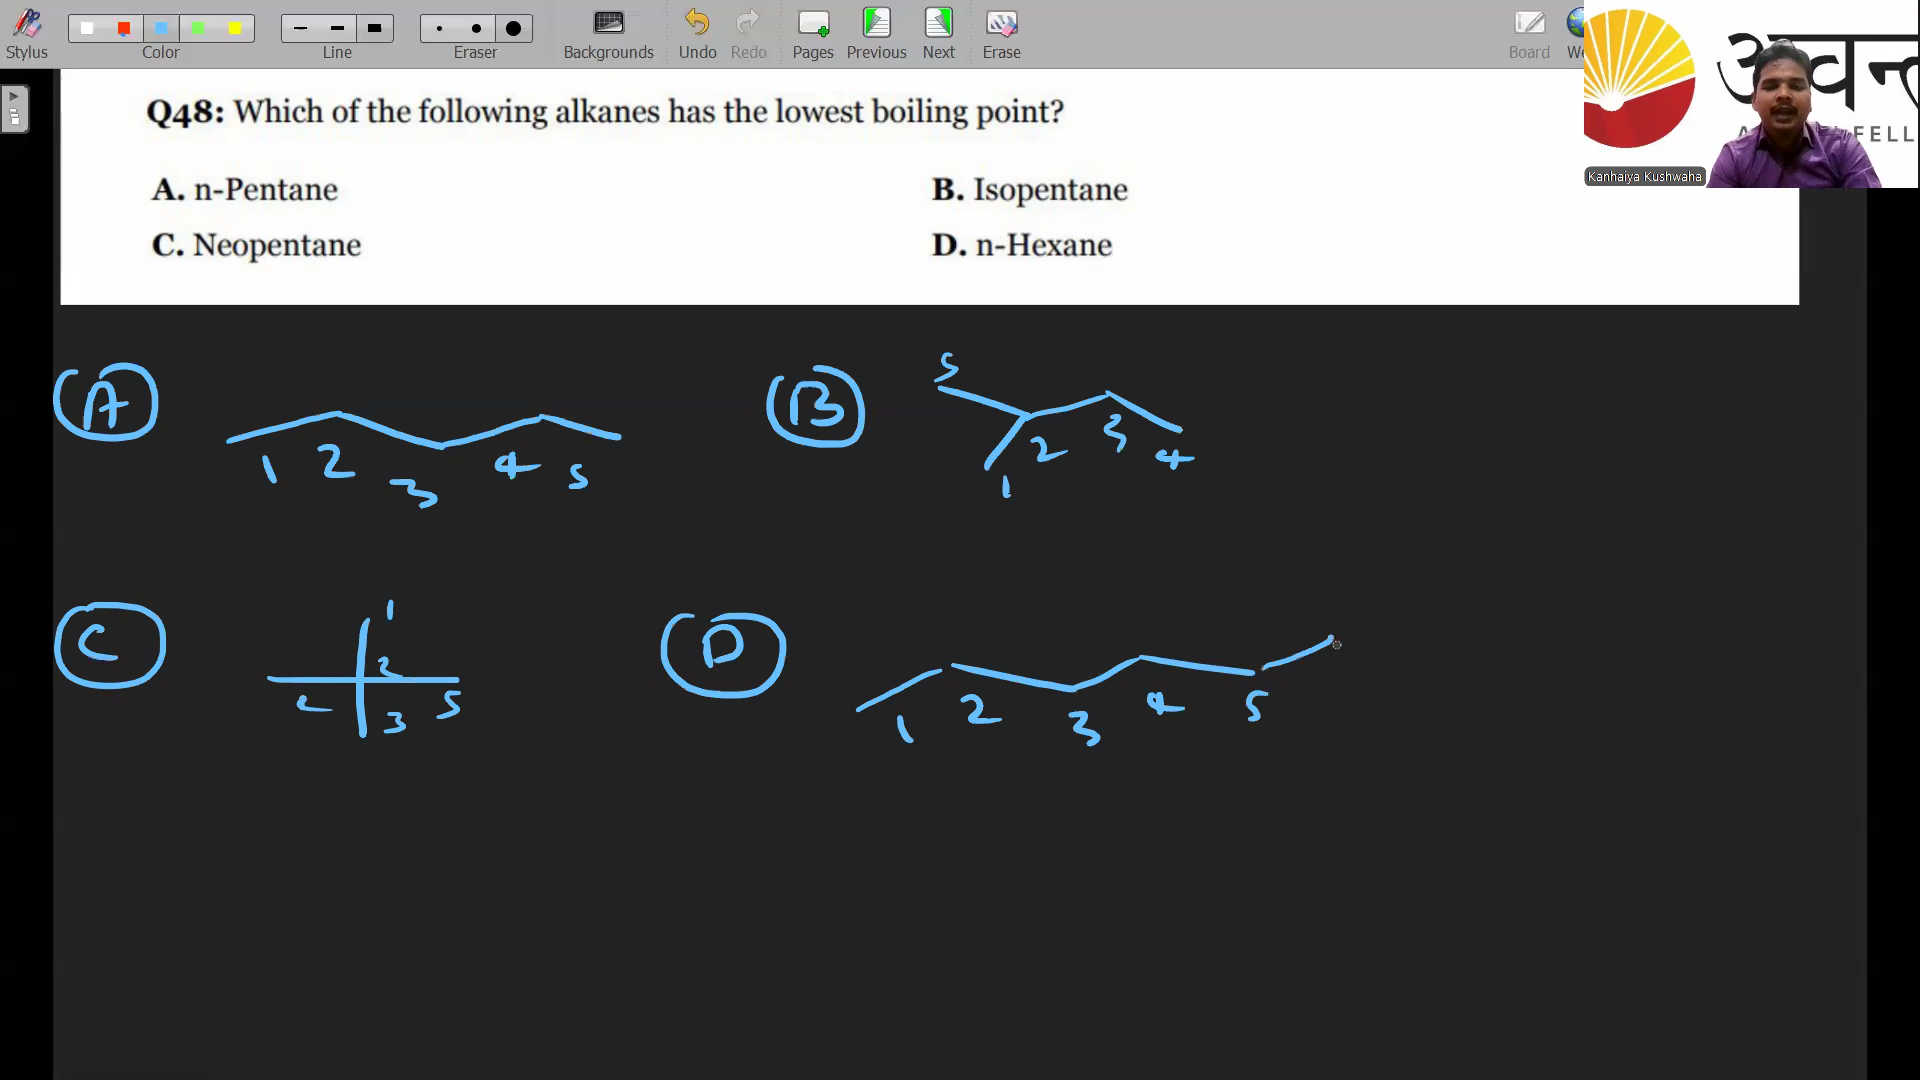 Stylus Color Line Eraser Backgrounds Undo Redo Pages Previous Next Erase Board
अवन्त
FELL
Kanhaiya Kushwaha
Q48: Which of the following alkanes has the lowest boiling point?
A. n-Pentane B. Isopentane
C. Neopentane D. n-Hexane
A
1 2 3 4 5
B
5
1 2 3 4
C
1
2
3 5
D
1 2 3 4 5